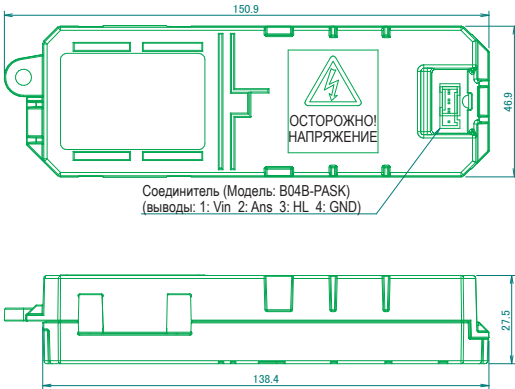 150.9
46.9
ОСТОРОЖНО!
НАПРЯЖЕНИЕ
Соединитель (Модель: B04B-PASK)
(выводы: 1: Vin 2: Ans 3: HL 4: GND)
27.5
138.4